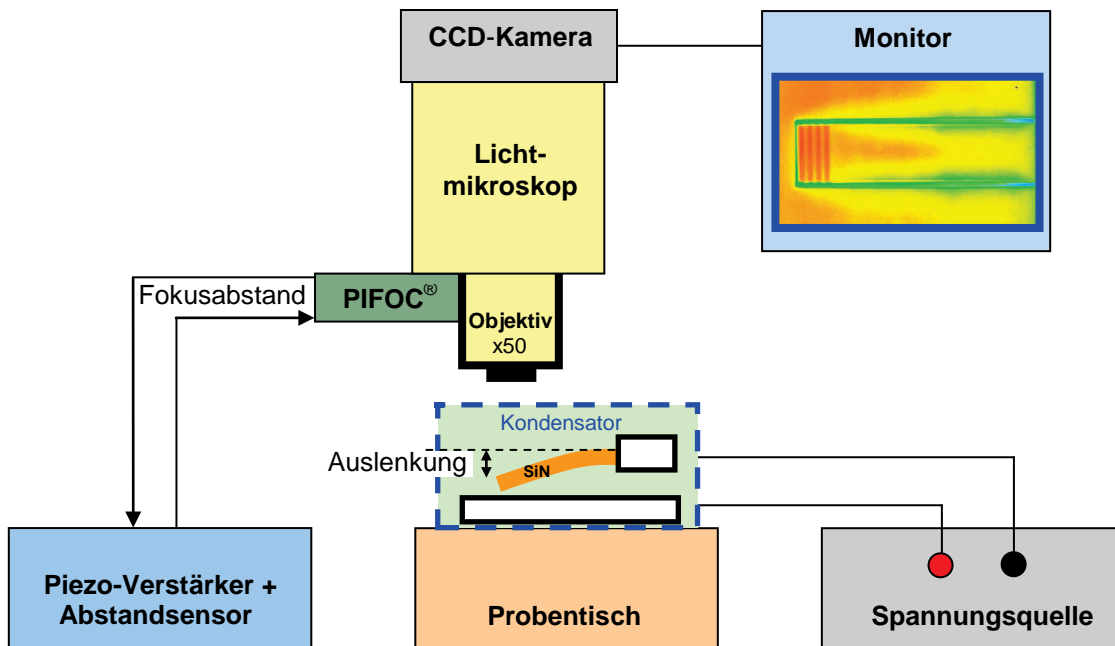 CCD-Kamera
Monitor
Licht-
mikroskop
Fokusabstand
PIFOC®
Objektiv
x50
Kondensator
Auslenkung
SiN
Piezo-Verstärker +
Abstandsensor
Probentisch
Spannungsquelle